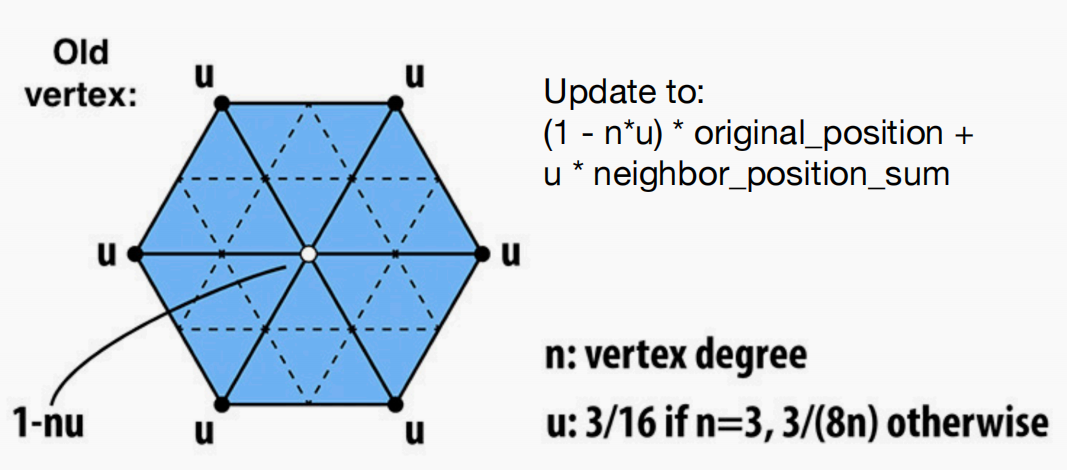 Old
vertex:
u
u
u
u
1-nu
u
u
Update to:
(1 - n*u) * original_position +
u * neighbor_position_sum
n: vertex degree
u: 3/16 if n=3, 3/(8n) otherwise